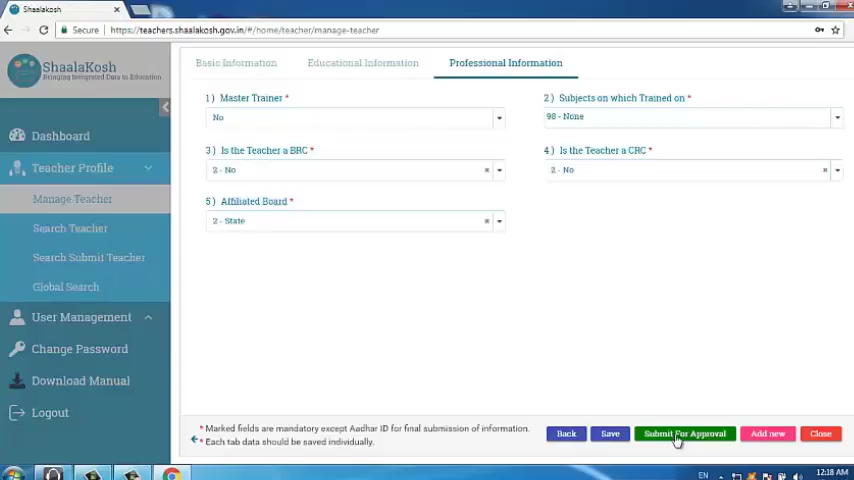 ShaalaKosh
Secure
https://teachers.shaalakosh.gov.in/#/home/teacher/manage-teacher
ShaalaKosh
Bringing Integrated Data to Education
Basic Information
Educational Information
Professional Information
1 ) Master Trainer *
No
2 ) Subjects on which Trained on *
98 - None
3 ) Is the Teacher a BRC *
2 - No
4 ) Is the Teacher a CRC *
2 - No
5 ) Affiliated Board *
2 - State
Dashboard
Teacher Profile
Manage Teacher
Search Teacher
Search Submit Teacher
Global Search
User Management
Change Password
Download Manual
Logout
* Marked fields are mandatory except Aadhar ID for final submission of information.
* Each tab data should be saved individually.
Back
Save
Submit For Approval
Add new
Close
EN
12:18 AM